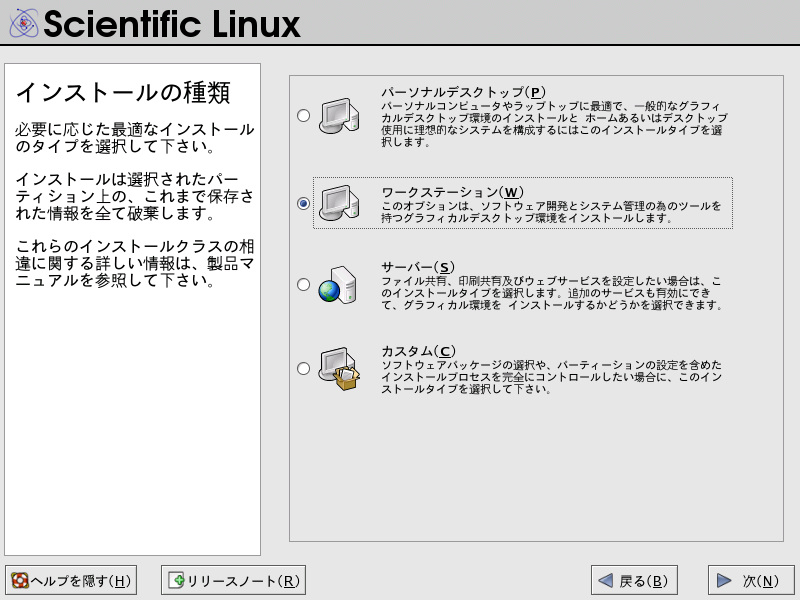 Scientific Linux
インストールの種類
必要に応じた最適なインストール
のタイプを選択して下さい。
インストールは選択されたパー
ティション上の、これまで保存さ
れた情報を全て破棄します。
これらのインストールクラスの相
違に関する詳しい情報は、製品マ
ニュアルを参照して下さい。
パーソナルデスクトップ(P)
パーソナルコンピュータやラップトップに最適で、一般的なグラフィ
カルデスクトップ環境のインストールと ホームあるいはデスクトップ
使用に理想的なシステムを構成するにはこのインストールタイプを選
択します。
ワークステーション(W)
このオプションは、ソフトウェア開発とシステム管理の為のツールを
持つグラフィカルデスクトップ環境をインストールします。
サーバー(S)
ファイル共有、印刷共有及びウェブサービスを設定したい場合は、こ
のインストールタイプを選択します。追加のサービスも有効にでき
て、グラフィカル環境を インストールするかどうかを選択できます。
カスタム(C)
ソフトウェアパッケージの選択や、パーティーションの設定を含めた
インストールプロセスを完全にコントロールしたい場合に、このイン
ストールタイプを選択して下さい。
ヘルプを隠す(H)
リリースノート(R)
戻る(B)
次(N)